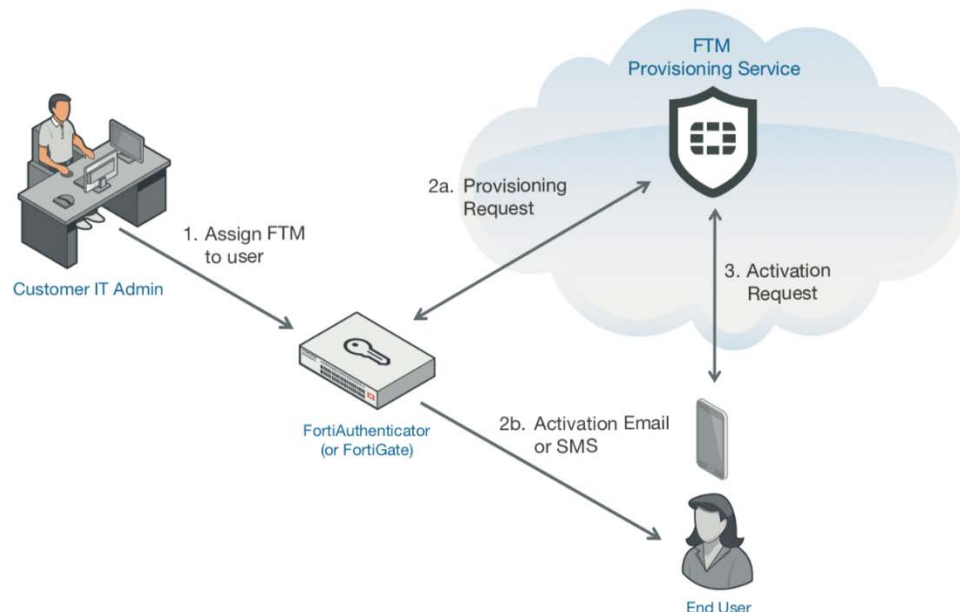 FTM
Provisioning Service
2a. Provisioning
Request
1. Assign FTM
to user
3. Activation
Request
Customer IT Admin
FortiAuthenticator
(or FortiGate)
2b. Activation Email
or SMS
End User